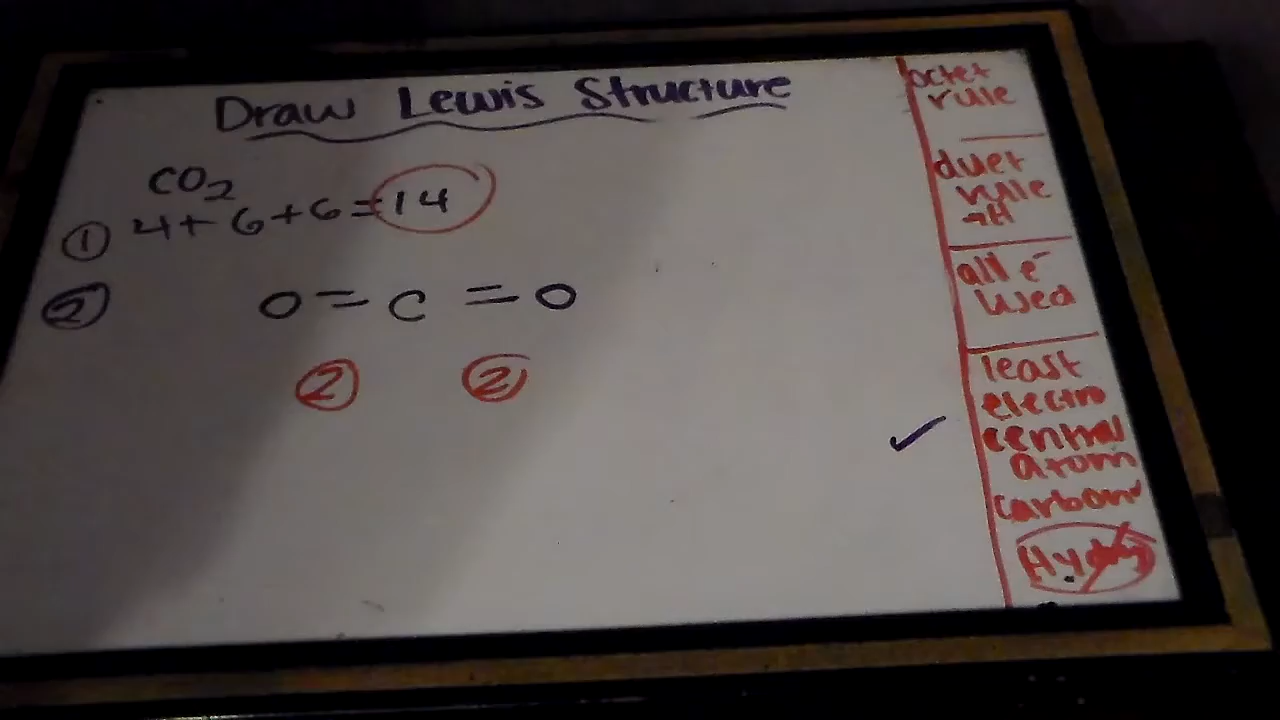 Draw Lewis Structure
CO2
① 4 + 6 + 6 = 14
② O = C = O
② ②
octet
rule
duet
rule
→H
all e⁻
used
least
electro
central
atom
carbon